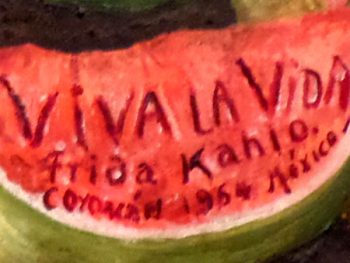 VIVA LA VIDA
Frida Kahlo.
COYOACÁN 1954 México